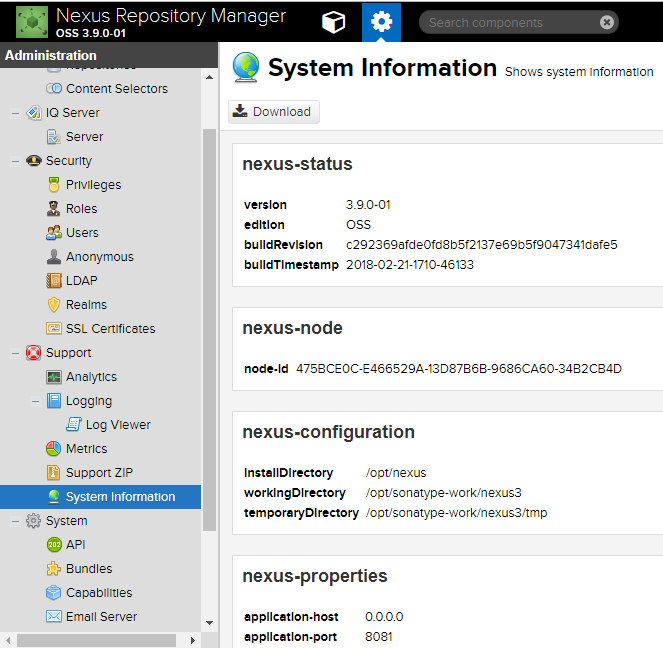 Nexus Repository Manager
OSS 3.9.0-01
Search components
Administration
Repositories
Content Selectors
IQ Server
Server
Security
Privileges
Roles
Users
Anonymous
LDAP
Realms
SSL Certificates
Support
Analytics
Logging
Log Viewer
Metrics
Support ZIP
System Information
System
202
API
Bundles
Capabilities
Email Server
System Information Shows system information
Download
nexus-status
version 3.9.0-01
edition OSS
buildRevision c292369afde0fd8b5f2137e69b5f9047341dafe5
buildTimestamp 2018-02-21-1710-46133
nexus-node
node-id 475BCE0C-E466529A-13D87B6B-9686CA60-34B2CB4D
nexus-configuration
installDirectory /opt/nexus
workingDirectory /opt/sonatype-work/nexus3
temporaryDirectory /opt/sonatype-work/nexus3/tmp
nexus-properties
application-host 0.0.0.0
application-port 8081